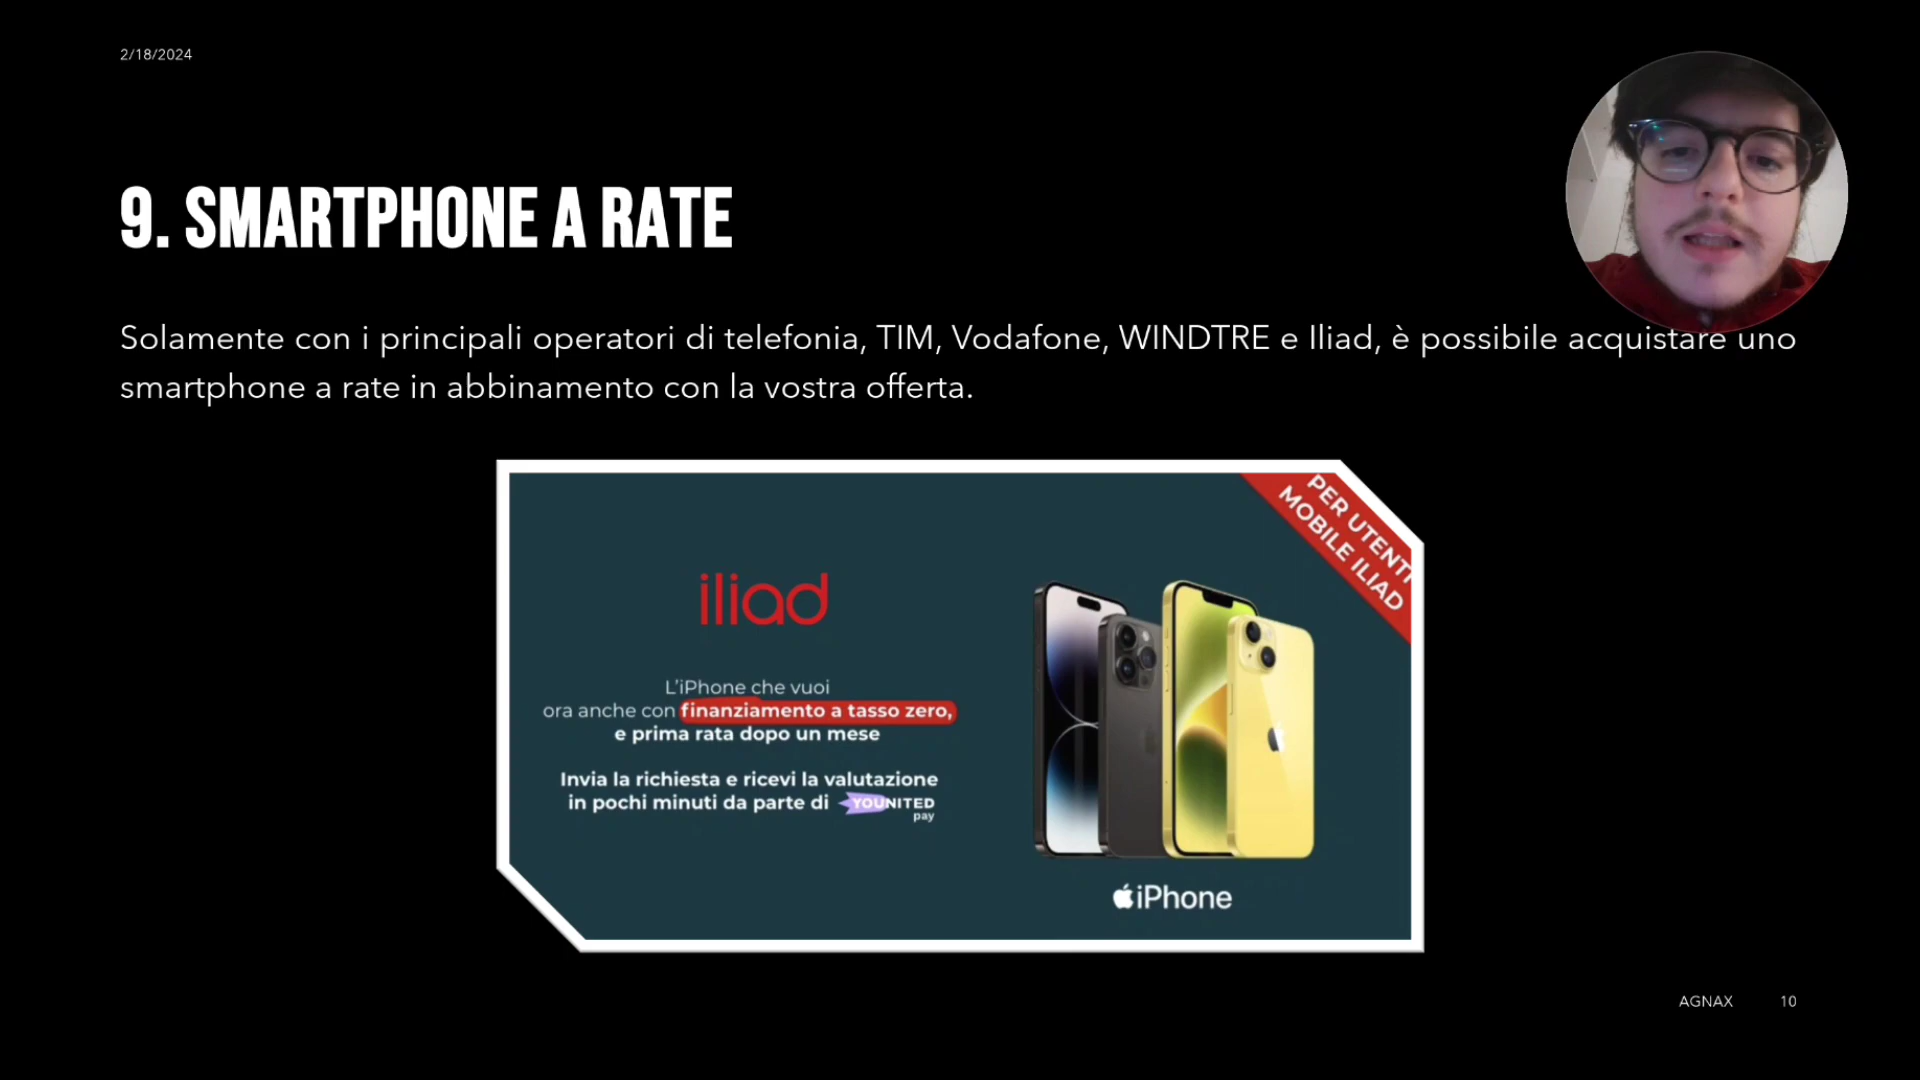 2/18/2024
9. SMARTPHONE A RATE
Solamente con i principali operatori di telefonia, TIM, Vodafone, WINDTRE e Iliad, è possibile acquistare uno
smartphone a rate in abbinamento con la vostra offerta.
PER UTENTI
MOBILE ILIAD
iliad
L'iPhone che vuoi
ora anche con finanziamento a tasso zero,
e prima rata dopo un mese
Invia la richiesta e ricevi la valutazione
in pochi minuti da parte di YOUNITED
pay
iPhone
AGNAX 10